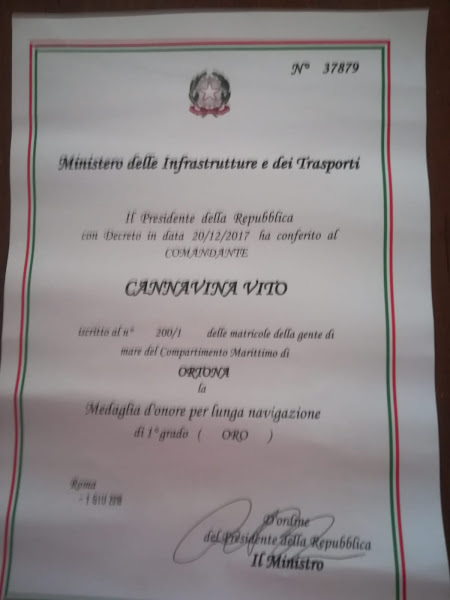 N° 37879
Ministero delle Infrastrutture e dei Trasporti
Il Presidente della Repubblica
con Decreto in data 20/12/2017 ha conferito al
COMANDANTE
CANNAVINA VITO
iscritto al n° 200/1 delle matricole della gente di
mare del Compartimento Marittimo di
ORTONA
la
Medaglia d'onore per lunga navigazione
di 1° grado ( ORO )
Roma
D'ordine
del Presidente della Repubblica
Il Ministro